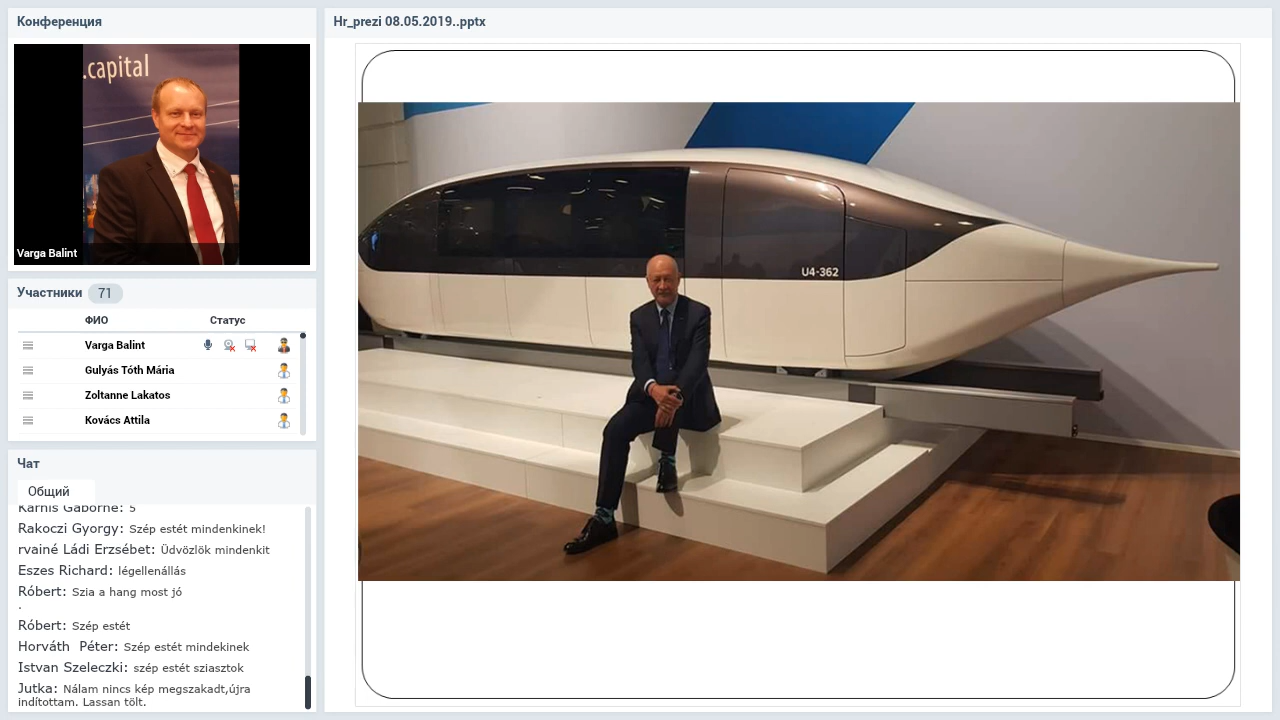 Конференция
.capital
Varga Balint
Участники 71
ФИО Статус
Varga Balint
Gulyás Tóth Mária
Zoltanne Lakatos
Kovács Attila
Чат
Общий
Karnis Gáborné: 5
Rakoczi Gyorgy: Szép estét mindenkinek!
rvainé Ládi Erzsébet: Üdvözlök mindenkit
Eszes Richard: légellenállás
Róbert: Szia a hang most jó
.
Róbert: Szép estét
Horváth Péter: Szép estét mindekinek
Istvan Szeleczki: szép estét sziasztok
Jutka: Nálam nincs kép megszakadt,újra
indítottam. Lassan tölt.
Hr_prezi 08.05.2019..pptx
U4-362